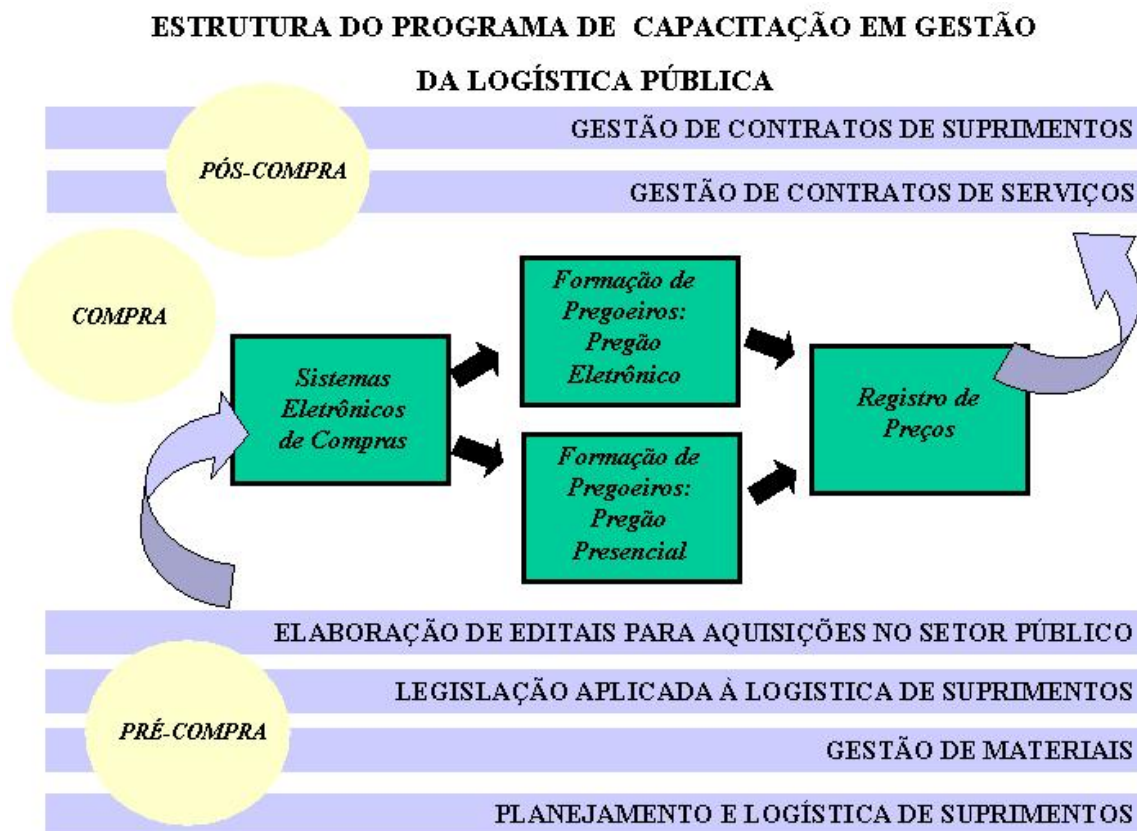 ESTRUTURA DO PROGRAMA DE CAPACITAÇÃO EM GESTÃO
DA LOGÍSTICA PÚBLICA
GESTÃO DE CONTRATOS DE SUPRIMENTOS
PÓS-COMPRA
GESTÃO DE CONTRATOS DE SERVIÇOS
COMPRA
Sistemas
Eletrônicos
de Compras
Formação de
Pregoeiros:
Pregão
Eletrônico
Formação de
Pregoeiros:
Pregão
Presencial
Registro de
Preços
ELABORAÇÃO DE EDITAIS PARA AQUISIÇÕES NO SETOR PÚBLICO
LEGISLAÇÃO APLICADA À LOGISTICA DE SUPRIMENTOS
PRÉ-COMPRA
GESTÃO DE MATERIAIS
PLANEJAMENTO E LOGÍSTICA DE SUPRIMENTOS